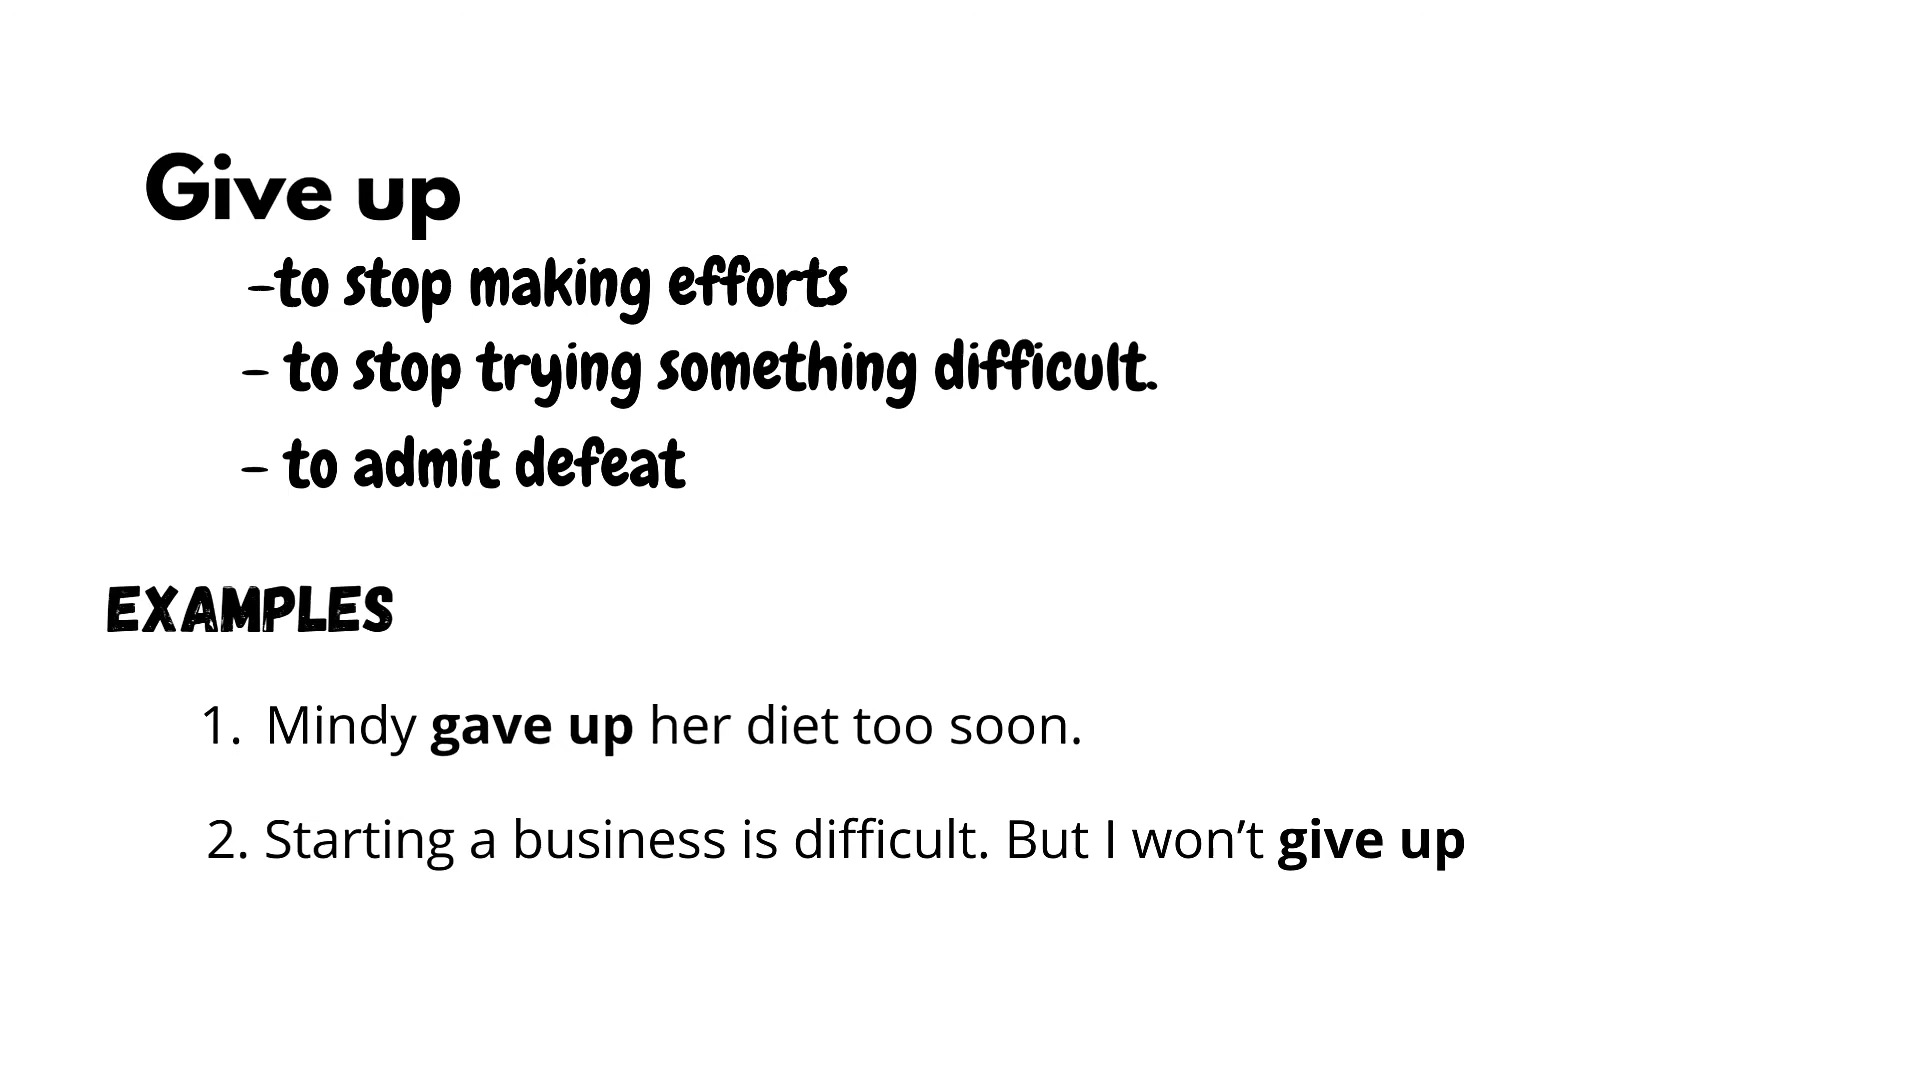 Give up
-to stop making efforts
- to stop trying something difficult.
- to admit defeat
EXAMPLES
1. Mindy gave up her diet too soon.
2. Starting a business is difficult. But I won’t give up